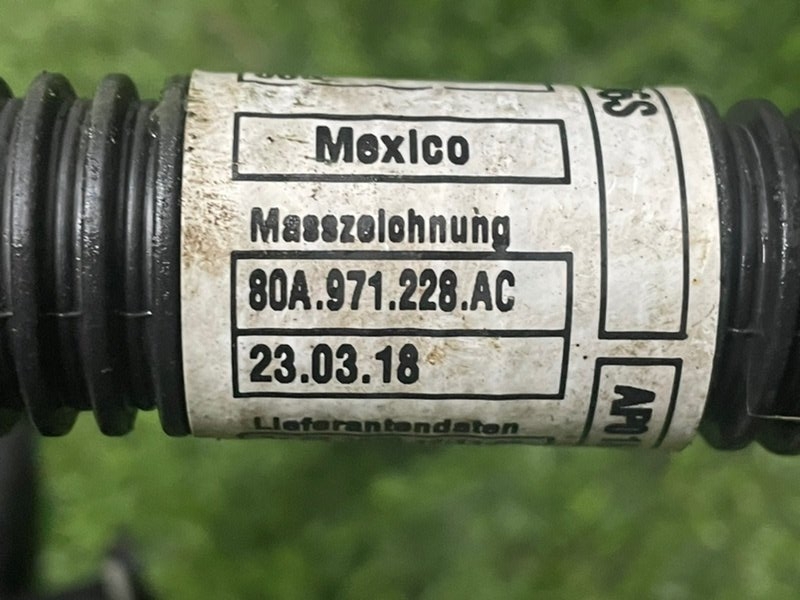 Mexico
Masszeichnung
80A.971.228.AC
23.03.18
Lieferantendaten